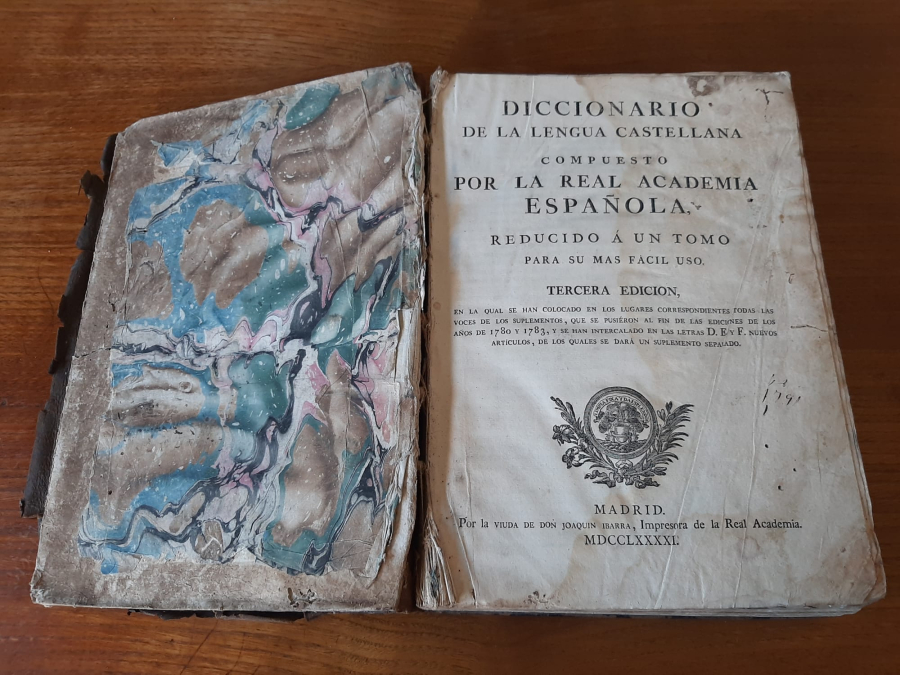 DICCIONARIO
DE LA LENGUA CASTELLANA
COMPUESTO
POR LA REAL ACADEMIA
ESPAÑOLA,
REDUCIDO Á UN TOMO
PARA SU MAS FÁCIL USO.
TERCERA EDICION,
EN LA QUAL SE HAN COLOCADO EN LOS LUGARES CORRESPONDIENTES TODAS LAS
VOCES DE LOS SUPLEMENTOS, QUE SE PUSIÉRON AL FIN DE LAS EDICIONES DE LOS
AÑOS DE 1780 Y 1783, Y SE HAN INTERCALADO EN LAS LETRAS D. E Y F. NUEVOS
ARTICULOS, DE LOS QUALES SE DARÁ UN SUPLEMENTO SEPARADO.
MADRID.
Por la VIUDA DE DON JOAQUIN IBARRA, Impresora de la Real Academia.
MDCCLXXXXI.